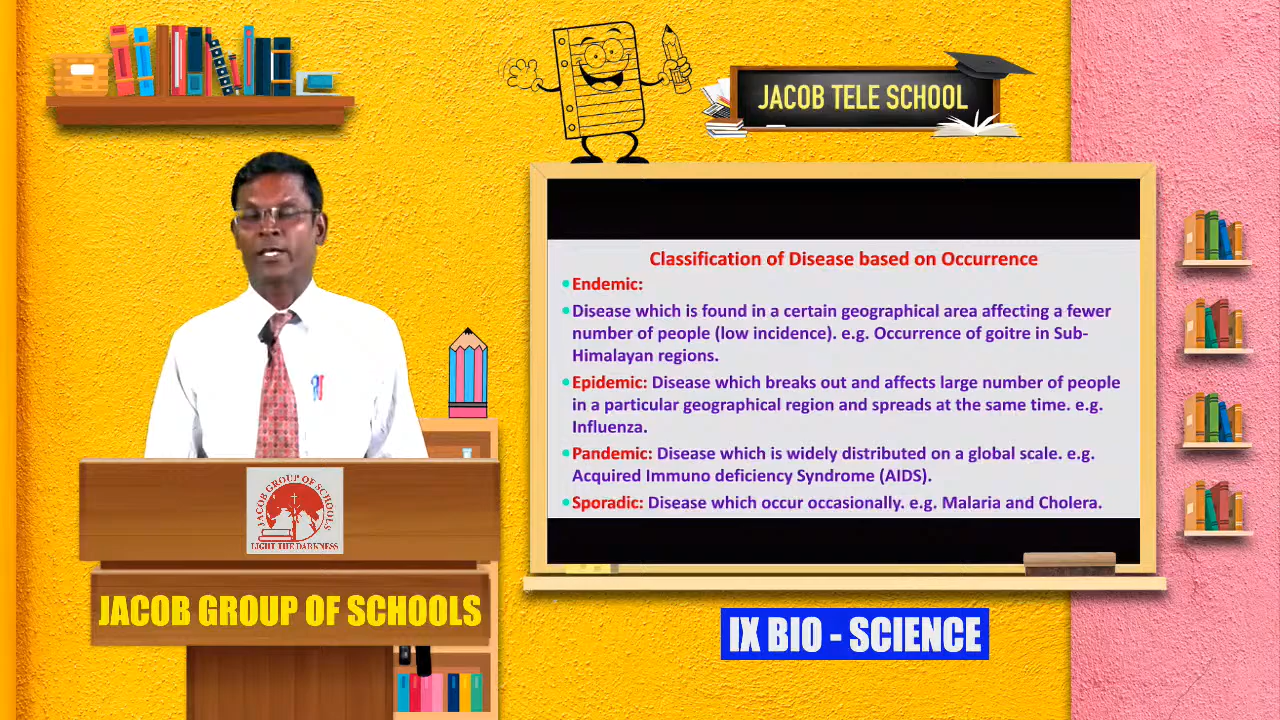 JACOB TELE SCHOOL
Classification of Disease based on Occurrence
Endemic:
Disease which is found in a certain geographical area affecting a fewer
number of people (low incidence). e.g. Occurrence of goitre in Sub-
Himalayan regions.
Epidemic: Disease which breaks out and affects large number of people
in a particular geographical region and spreads at the same time. e.g.
Influenza.
Pandemic: Disease which is widely distributed on a global scale. e.g.
Acquired Immuno deficiency Syndrome (AIDS).
Sporadic: Disease which occur occasionally. e.g. Malaria and Cholera.
JACOB GROUP OF SCHOOLS
LIGHT THE DARKNESS
JACOB GROUP OF SCHOOLS
IX BIO - SCIENCE